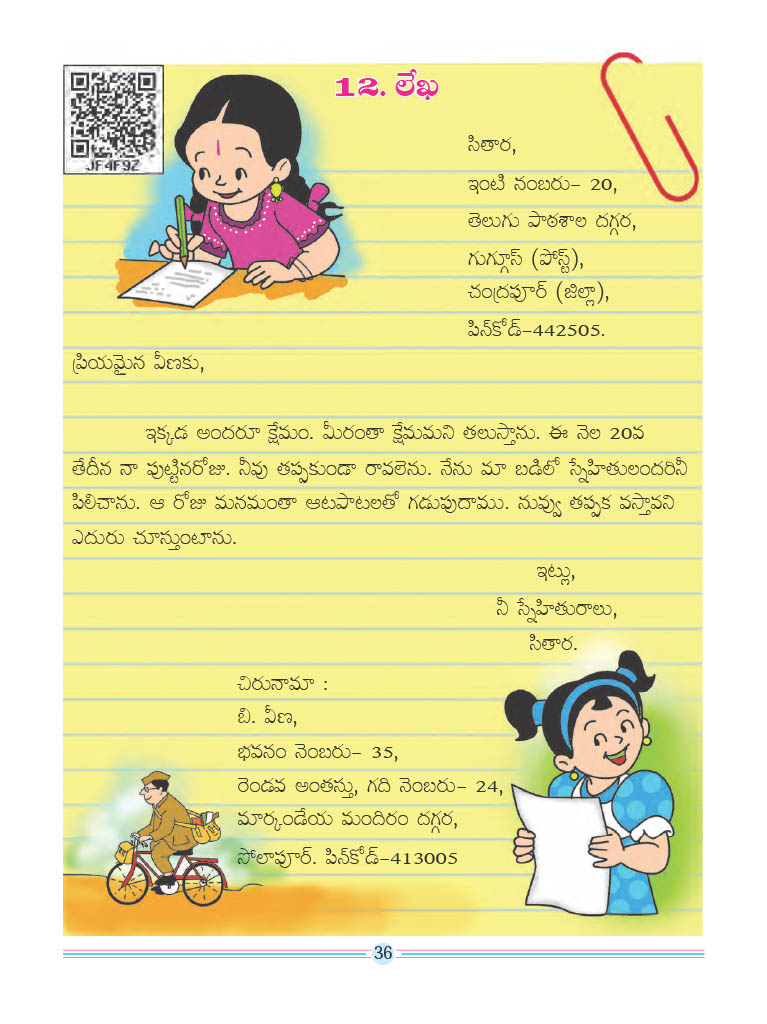 12. లేఖ
JF4F9Z
సితార,
ఇంటి నంబరు– 20,
తెలుగు పాఠశాల దగ్గర,
గుగ్గూస్ (పోస్ట్),
చంద్రపూర్ (జిల్లా),
పిన్‌కోడ్–442505.
ప్రియమైన వీణకు,
ఇక్కడ అందరూ క్షేమం. మీరంతా క్షేమమని తలుస్తాను. ఈ నెల 20వ
తేదీన నా పుట్టినరోజు. నీవు తప్పకుండా రావలెను. నేను మా బడిలో స్నేహితులందరినీ
పిలిచాను. ఆ రోజు మనమంతా ఆటపాటలతో గడుపుదాము. నువ్వు తప్పక వస్తావని
ఎదురు చూస్తుంటాను.
ఇట్లు,
నీ స్నేహితురాలు,
సితార.
చిరునామా :
బి. వీణ,
భవనం నెంబరు– 35,
రెండవ అంతస్తు, గది నెంబరు– 24,
మార్కండేయ మందిరం దగ్గర,
సోలాపూర్. పిన్‌కోడ్–413005
36